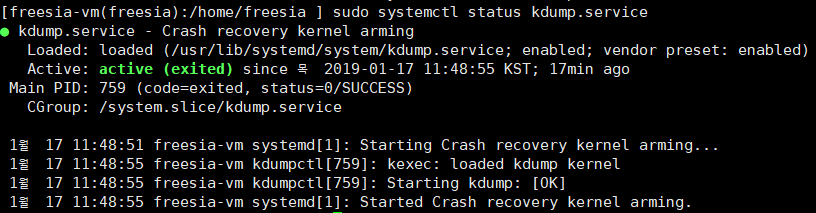 [freesia-vm(freesia):/home/freesia ] sudo systemctl status kdump.service
● kdump.service - Crash recovery kernel arming
Loaded: loaded (/usr/lib/systemd/system/kdump.service; enabled; vendor preset: enabled)
Active: active (exited) since 목 2019-01-17 11:48:55 KST; 17min ago
Main PID: 759 (code=exited, status=0/SUCCESS)
CGroup: /system.slice/kdump.service
1월 17 11:48:51 freesia-vm systemd[1]: Starting Crash recovery kernel arming...
1월 17 11:48:55 freesia-vm kdumpctl[759]: kexec: loaded kdump kernel
1월 17 11:48:55 freesia-vm kdumpctl[759]: Starting kdump: [OK]
1월 17 11:48:55 freesia-vm systemd[1]: Started Crash recovery kernel arming.